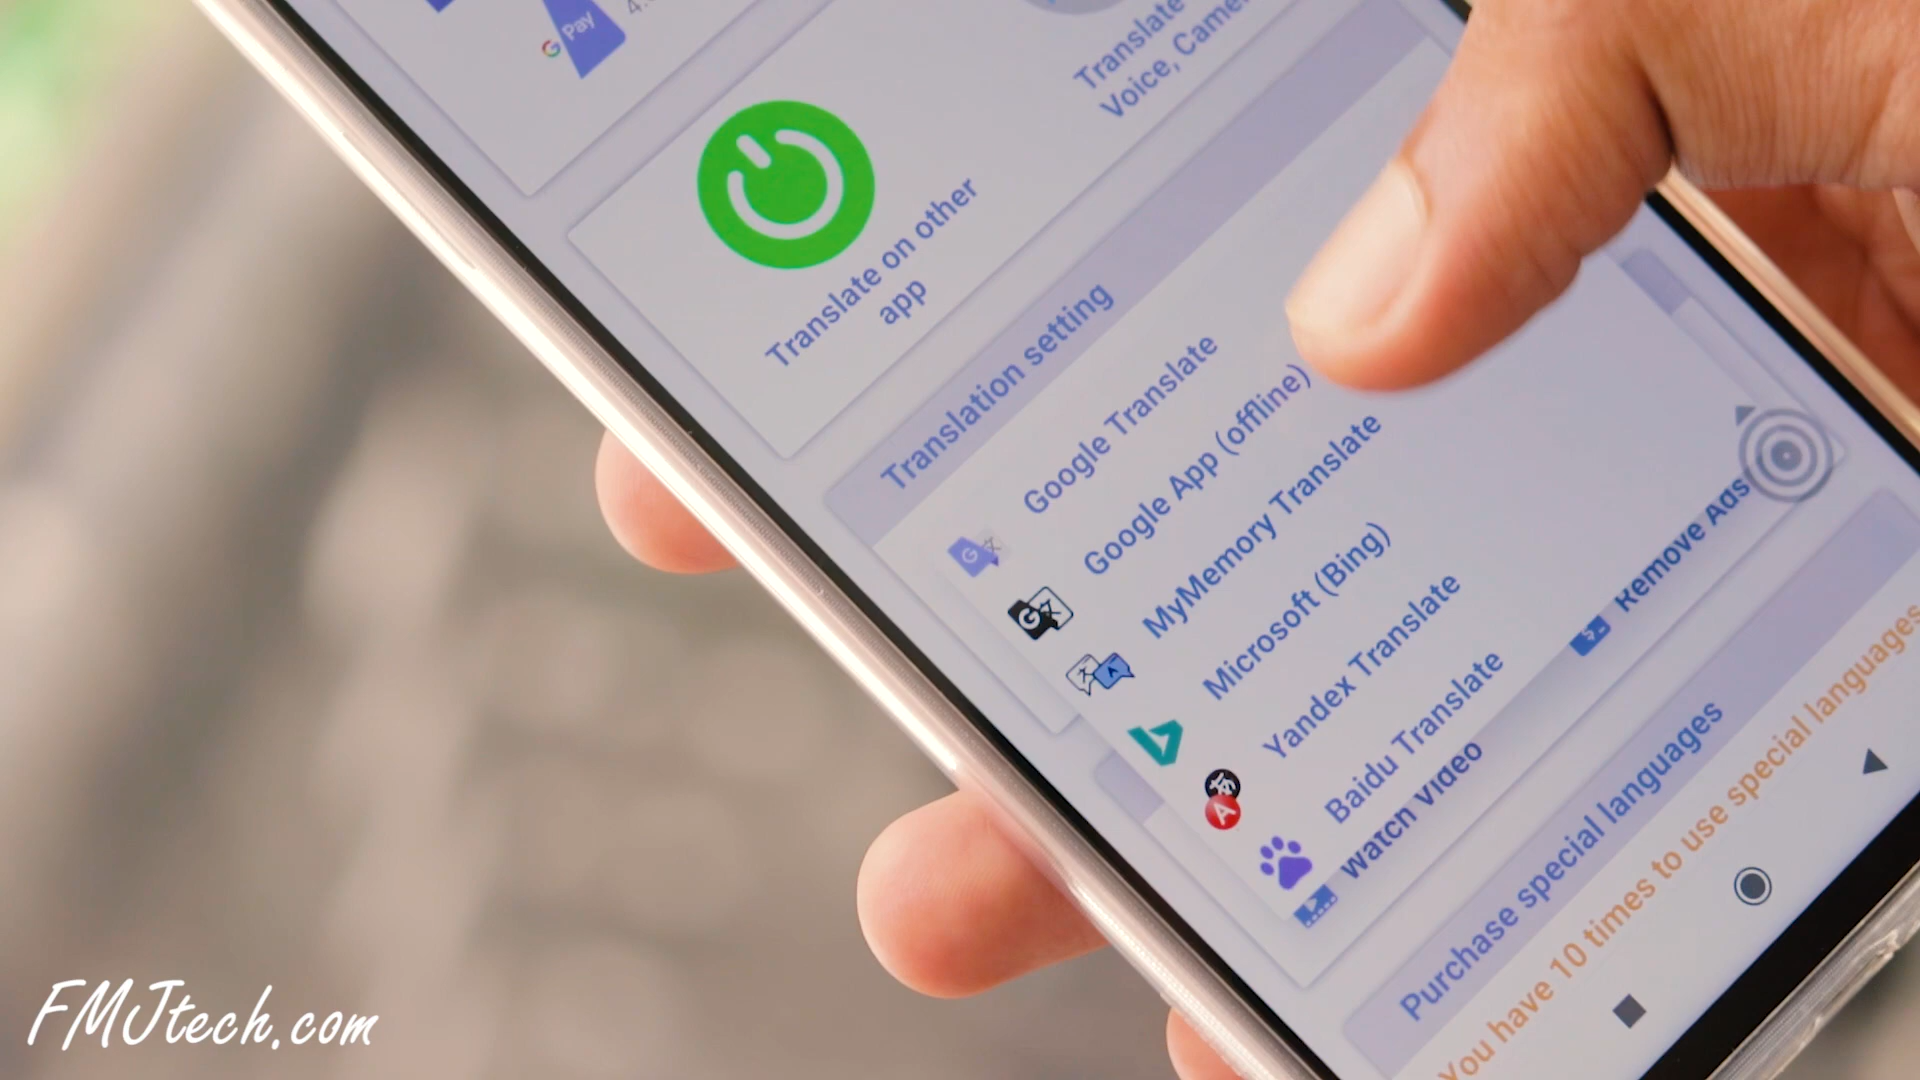 G Pay
Translate
Voice, Camera
Translate on other
app
Translation setting
Google Translate
Google App (offline)
MyMemory Translate
Microsoft (Bing)
Yandex Translate
Baidu Translate
Watch Video
Remove Ads
Purchase special languages
You have 10 times to use special languages
FMJtech.com